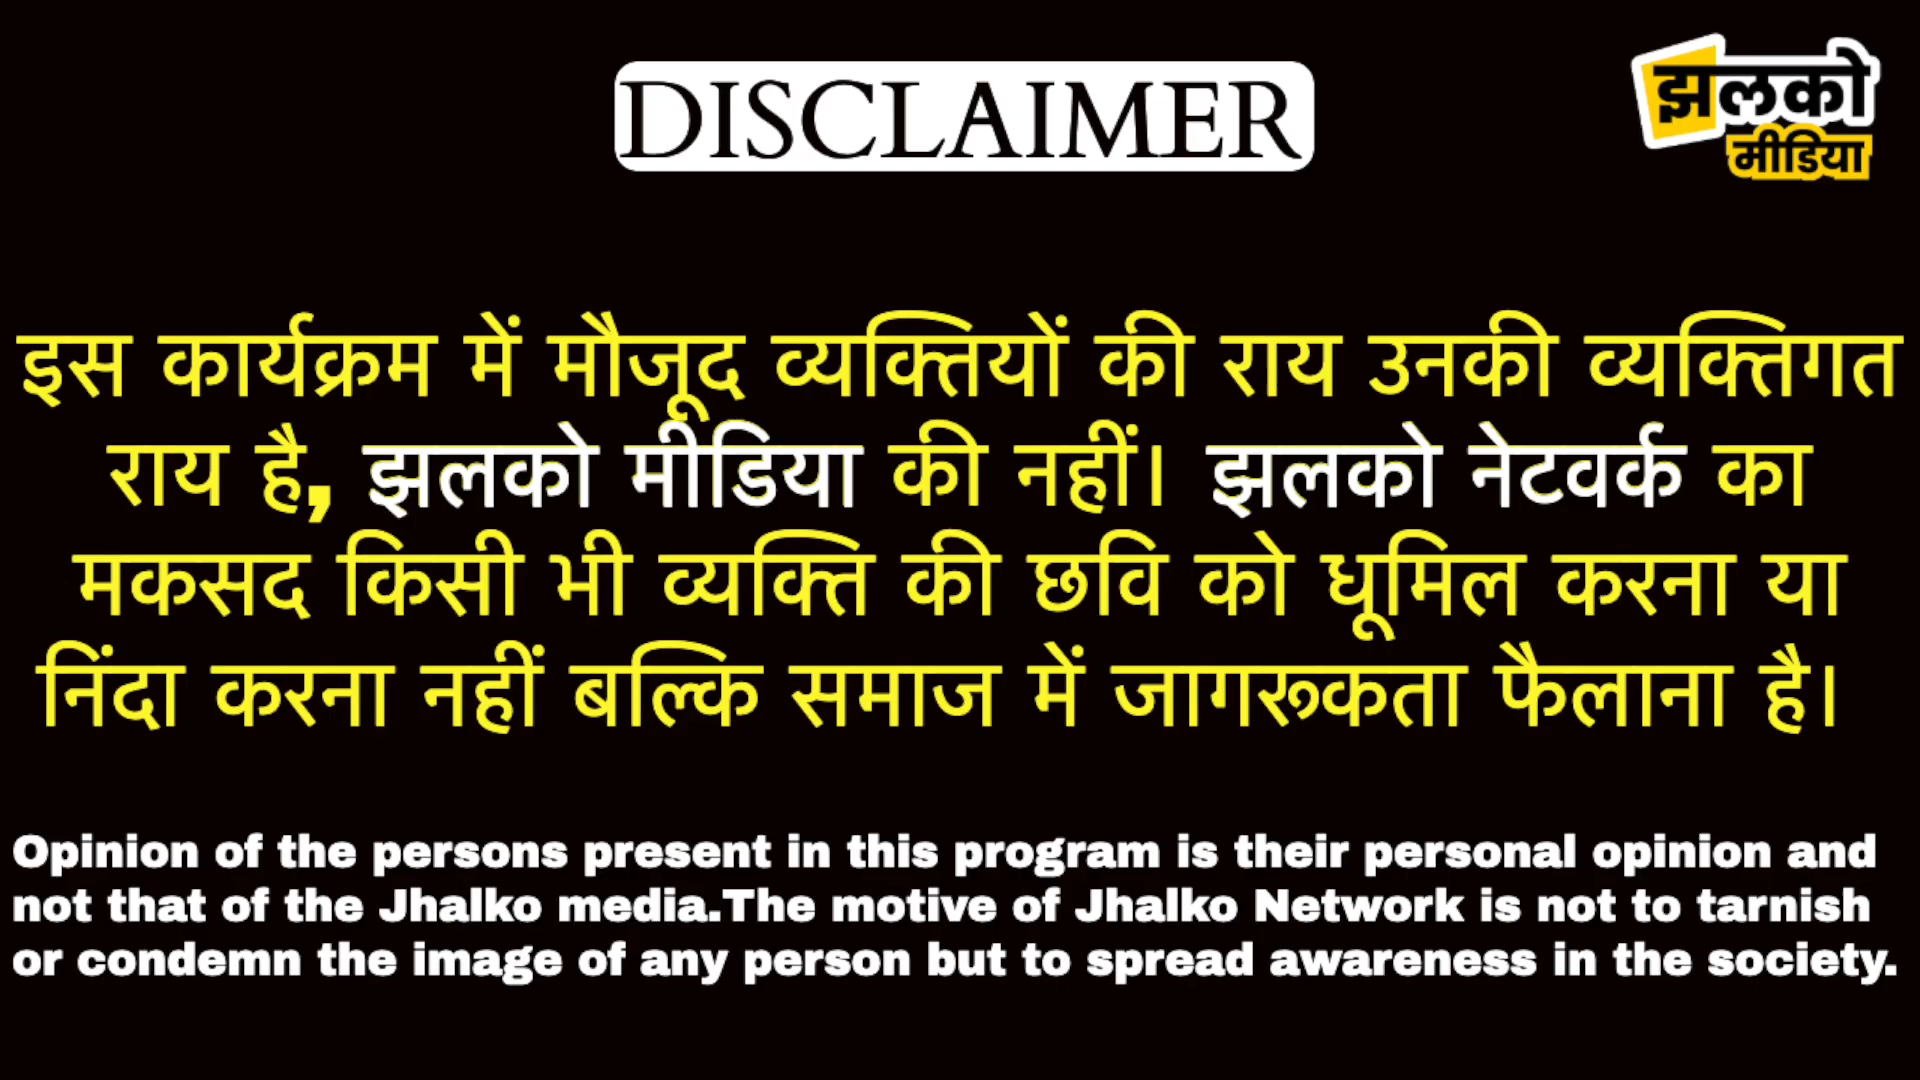 DISCLAIMER
झलको
मीडिया
इस कार्यक्रम में मौजूद व्यक्तियों की राय उनकी व्यक्तिगत
राय है, झलको मीडिया की नहीं। झलको नेटवर्क का
मकसद किसी भी व्यक्ति की छवि को धूमिल करना या
निंदा करना नहीं बल्कि समाज में जागरूकता फैलाना है।
Opinion of the persons present in this program is their personal opinion and
not that of the Jhalko media.The motive of Jhalko Network is not to tarnish
or condemn the image of any person but to spread awareness in the society.